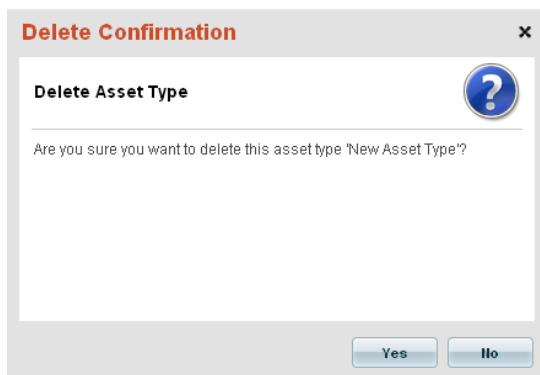 Delete Confirmation
Delete Asset Type
Are you sure you want to delete this asset type 'New Asset Type'?
Yes
No